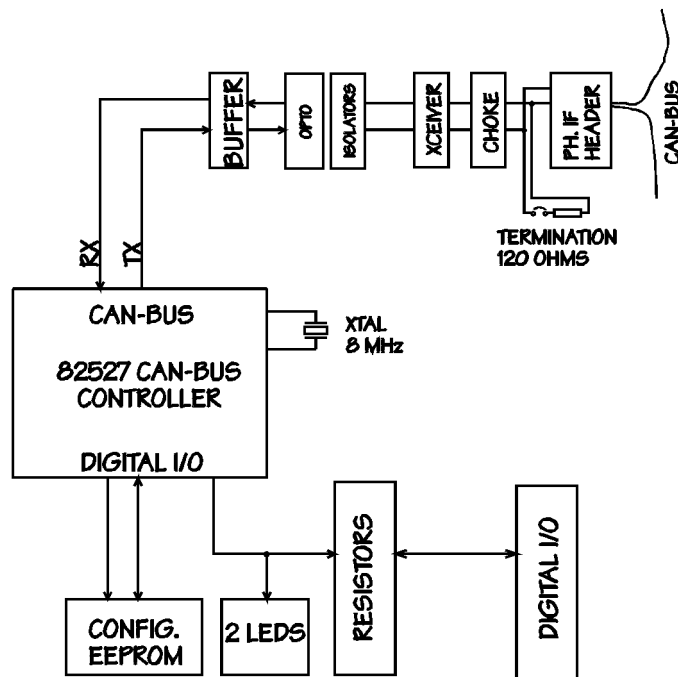 BUFFER
OPTO
ISOLATORS
XCEIVER
CHOKE
PH. IF
HEADER
CAN-BUS
TERMINATION
120 OHMS
RX
TX
CAN-BUS
82527 CAN-BUS
CONTROLLER
DIGITAL I/O
XTAL
8 MHz
CONFIG.
EEPROM
2 LEDS
RESISTORS
DIGITAL I/O